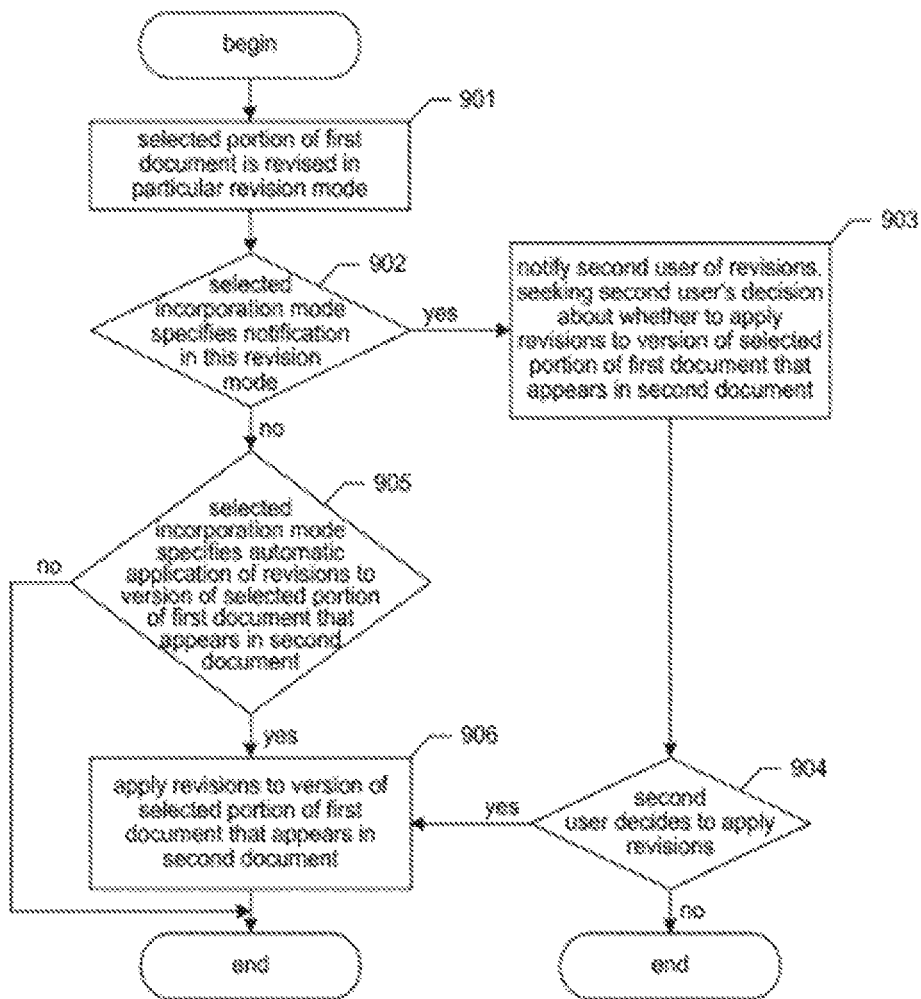 begin
901
selected portion of first
document is revised in
particular revision mode
902
selected
incorporation mode
specifies notification
in this revision
mode
yes
903
notify second user of revisions.
seeking second user's decision
about whether to apply
revisions to version of selected
portion of first document that
appears in second document
no
905
selected
incorporation mode
specifies automatic
application of revisions to
version of selected portion
of first document that
appears in second
document
no
yes
906
apply revisions to version of
selected portion of first
document that appears in
second document
904
second
user decides to apply
revisions
yes
no
end
end